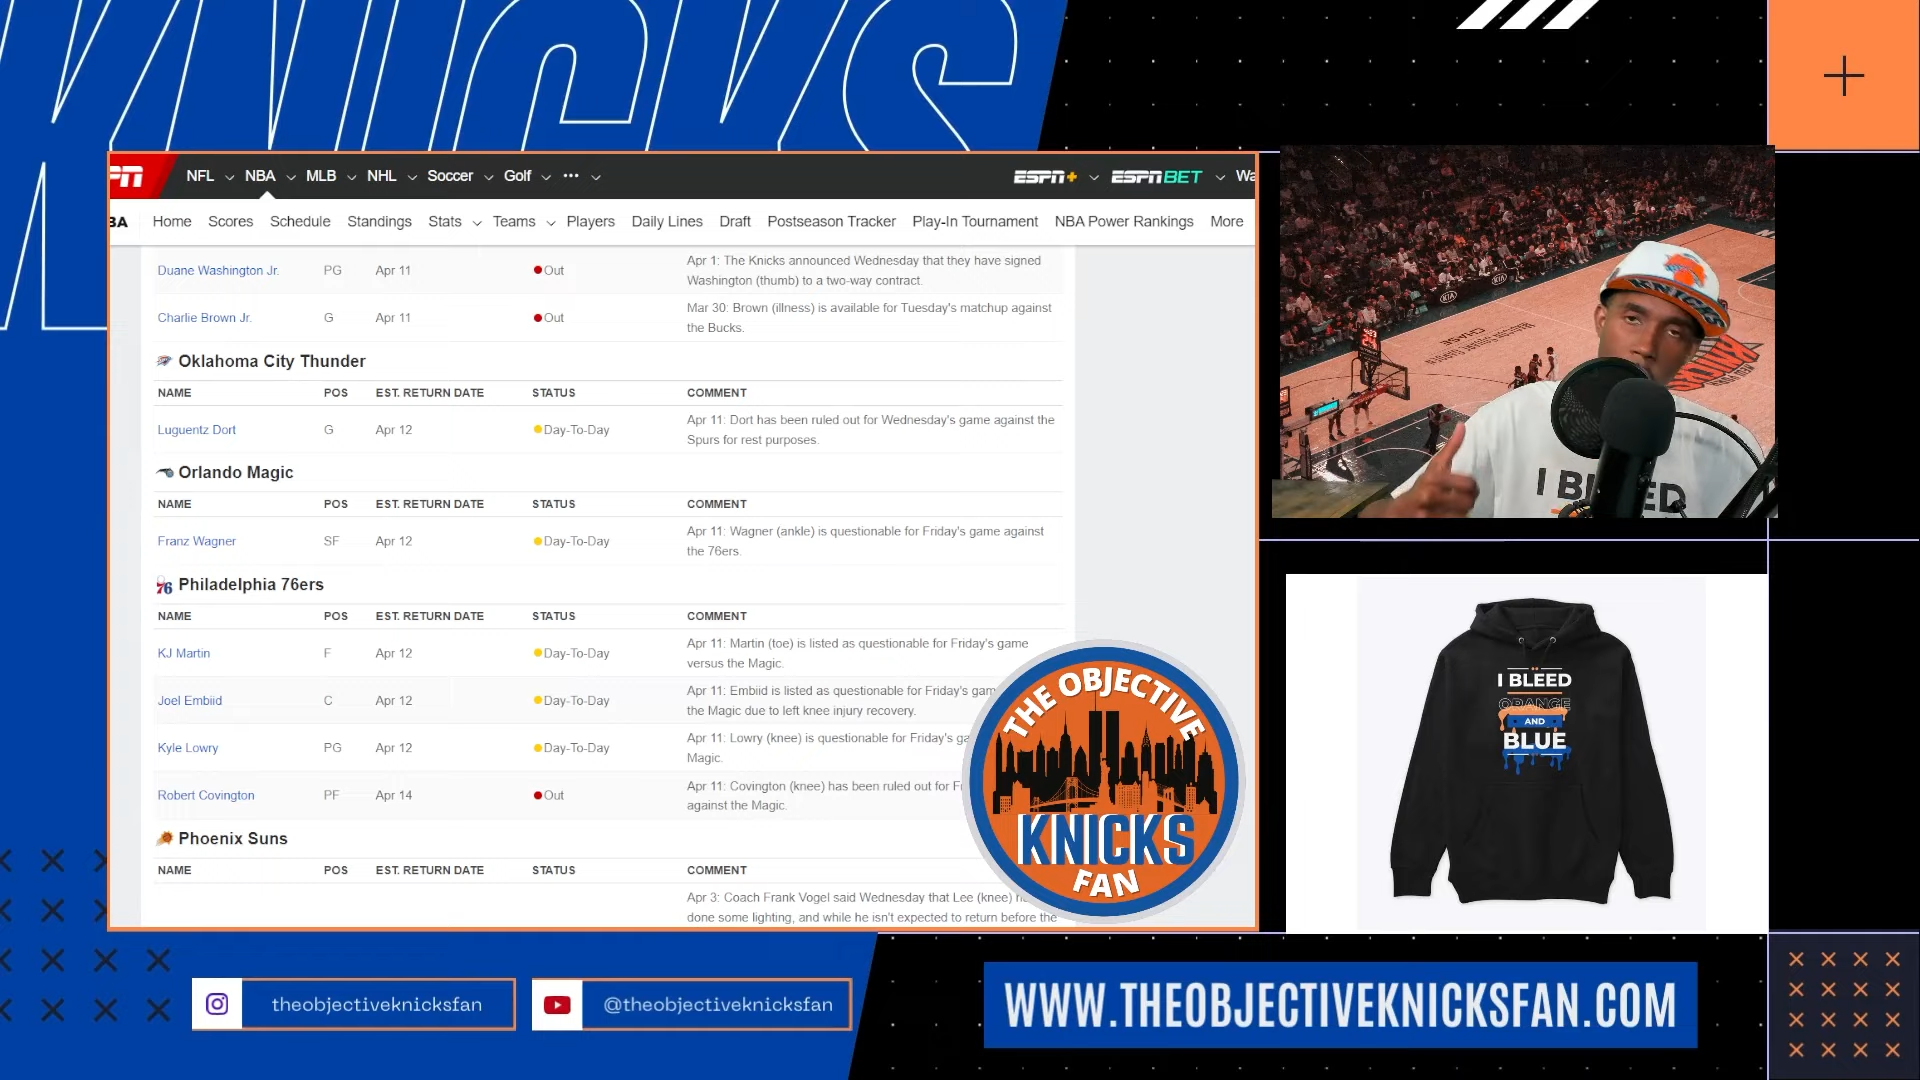 KNICKS
NFL NBA MLB NHL Soccer Golf ••• ESPN+ ESPN BET Wa
BA Home Scores Schedule Standings Stats Teams Players Daily Lines Draft Postseason Tracker Play-In Tournament NBA Power Rankings More
Duane Washington Jr. PG Apr 11 Out Apr 1: The Knicks announced Wednesday that they have signed
Washington (thumb) to a two-way contract.
Charlie Brown Jr. G Apr 11 Out Mar 30: Brown (illness) is available for Tuesday's matchup against
the Bucks.
Oklahoma City Thunder
NAME POS EST. RETURN DATE STATUS COMMENT
Luguentz Dort G Apr 12 Day-To-Day Apr 11: Dort has been ruled out for Wednesday's game against the
Spurs for rest purposes.
Orlando Magic
NAME POS EST. RETURN DATE STATUS COMMENT
Franz Wagner SF Apr 12 Day-To-Day Apr 11: Wagner (ankle) is questionable for Friday's game against
the 76ers.
Philadelphia 76ers
NAME POS EST. RETURN DATE STATUS COMMENT
KJ Martin F Apr 12 Day-To-Day Apr 11: Martin (toe) is listed as questionable for Friday's game
versus the Magic.
Joel Embiid C Apr 12 Day-To-Day Apr 11: Embiid is listed as questionable for Friday's gam
the Magic due to left knee injury recovery.
Kyle Lowry PG Apr 12 Day-To-Day Apr 11: Lowry (knee) is questionable for Friday's ga
Magic.
Robert Covington PF Apr 14 Out Apr 11: Covington (knee) has been ruled out for F
against the Magic.
Phoenix Suns
NAME POS EST. RETURN DATE STATUS COMMENT
Apr 3: Coach Frank Vogel said Wednesday that Lee (knee)
done some lighting, and while he isn't expected to return before the
THE OBJECTIVE
KNICKS
FAN
KIA
KIA
CHASE
24
KNICKS
I BLEED
I BLEED
ORANGE
AND
BLUE
theobjectiveknicksfan
@theobjectiveknicksfan
WWW.THEOBJECTIVEKNICKSFAN.COM